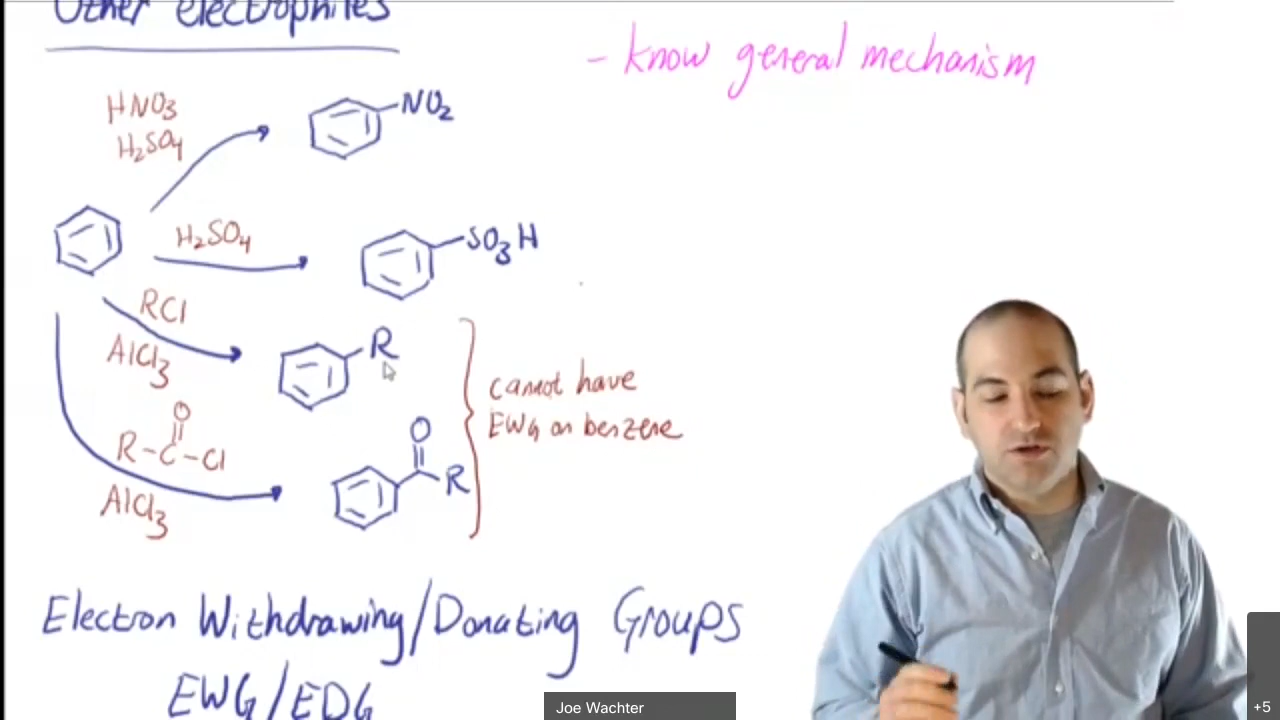 Other electrophiles
- know general mechanism
HNO3
H2SO4
NO2
H2SO4
SO3H
RCl
AlCl3
R
cannot have
EWG on benzene
O
R-C-Cl
AlCl3
O
R
Electron Withdrawing/Donating Groups
EWG/EDG
Joe Wachter
+5